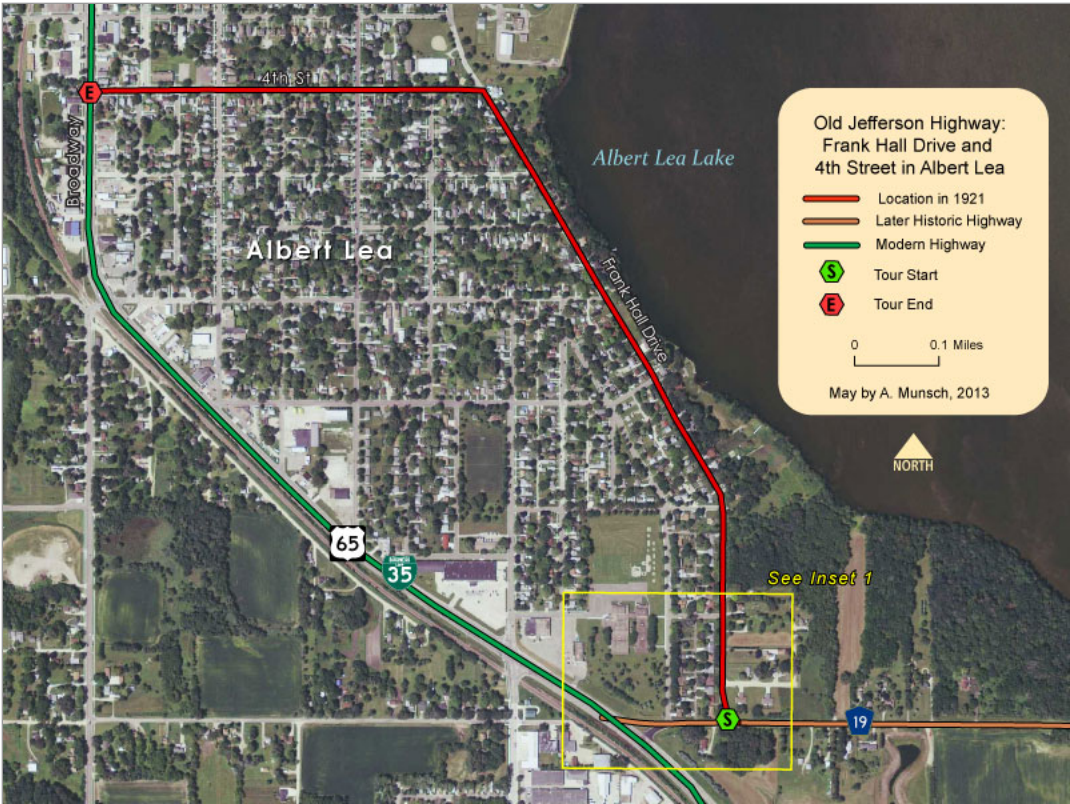 4th St
E
Broadway
Albert Lea Lake
Albert Lea
Frank Hall Drive
Old Jefferson Highway:
Frank Hall Drive and
4th Street in Albert Lea
Location in 1921
Later Historic Highway
Modern Highway
S
Tour Start
E
Tour End
0 0.1 Miles
May by A. Munsch, 2013
NORTH
65
35
See Inset 1
S
19